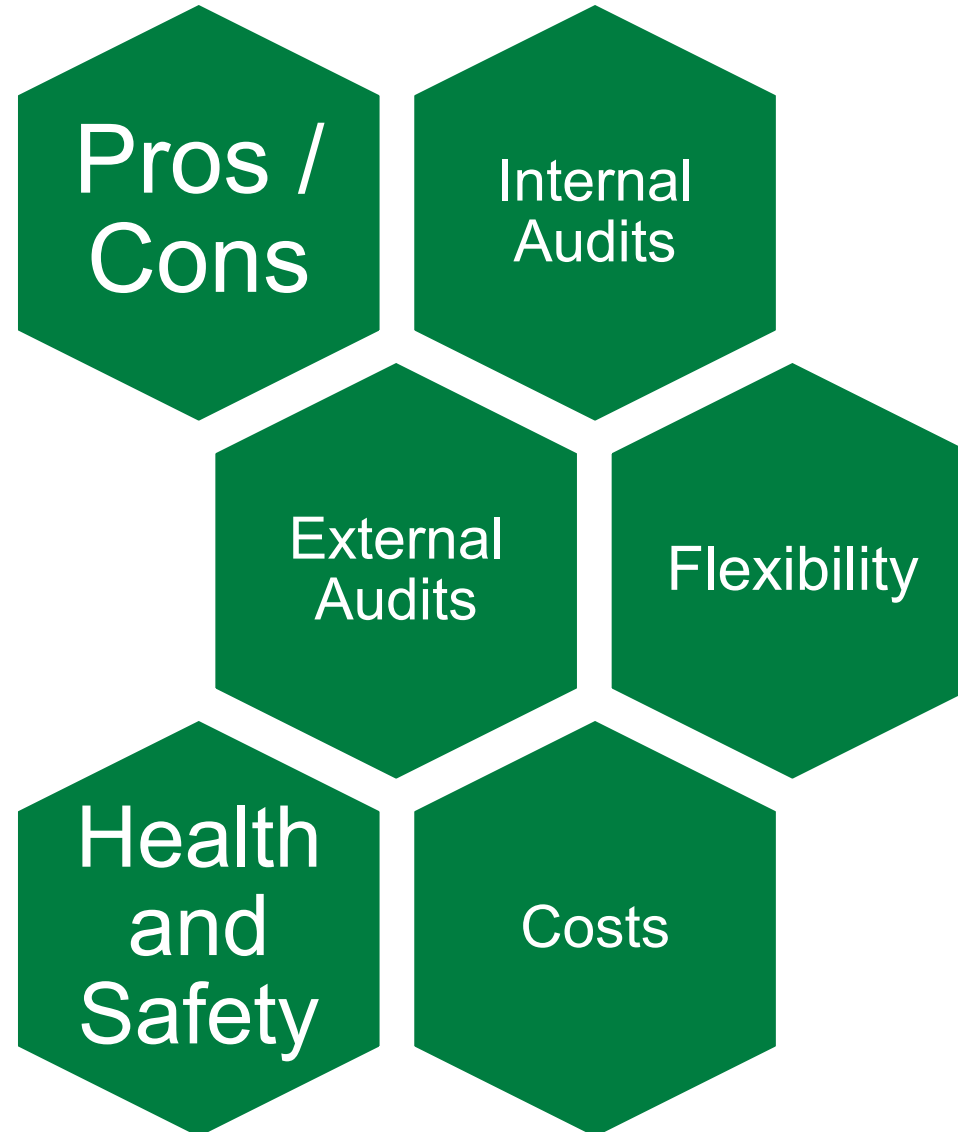 Pros /
Cons
Internal
Audits
External
Audits
Flexibility
Health
and
Safety
Costs